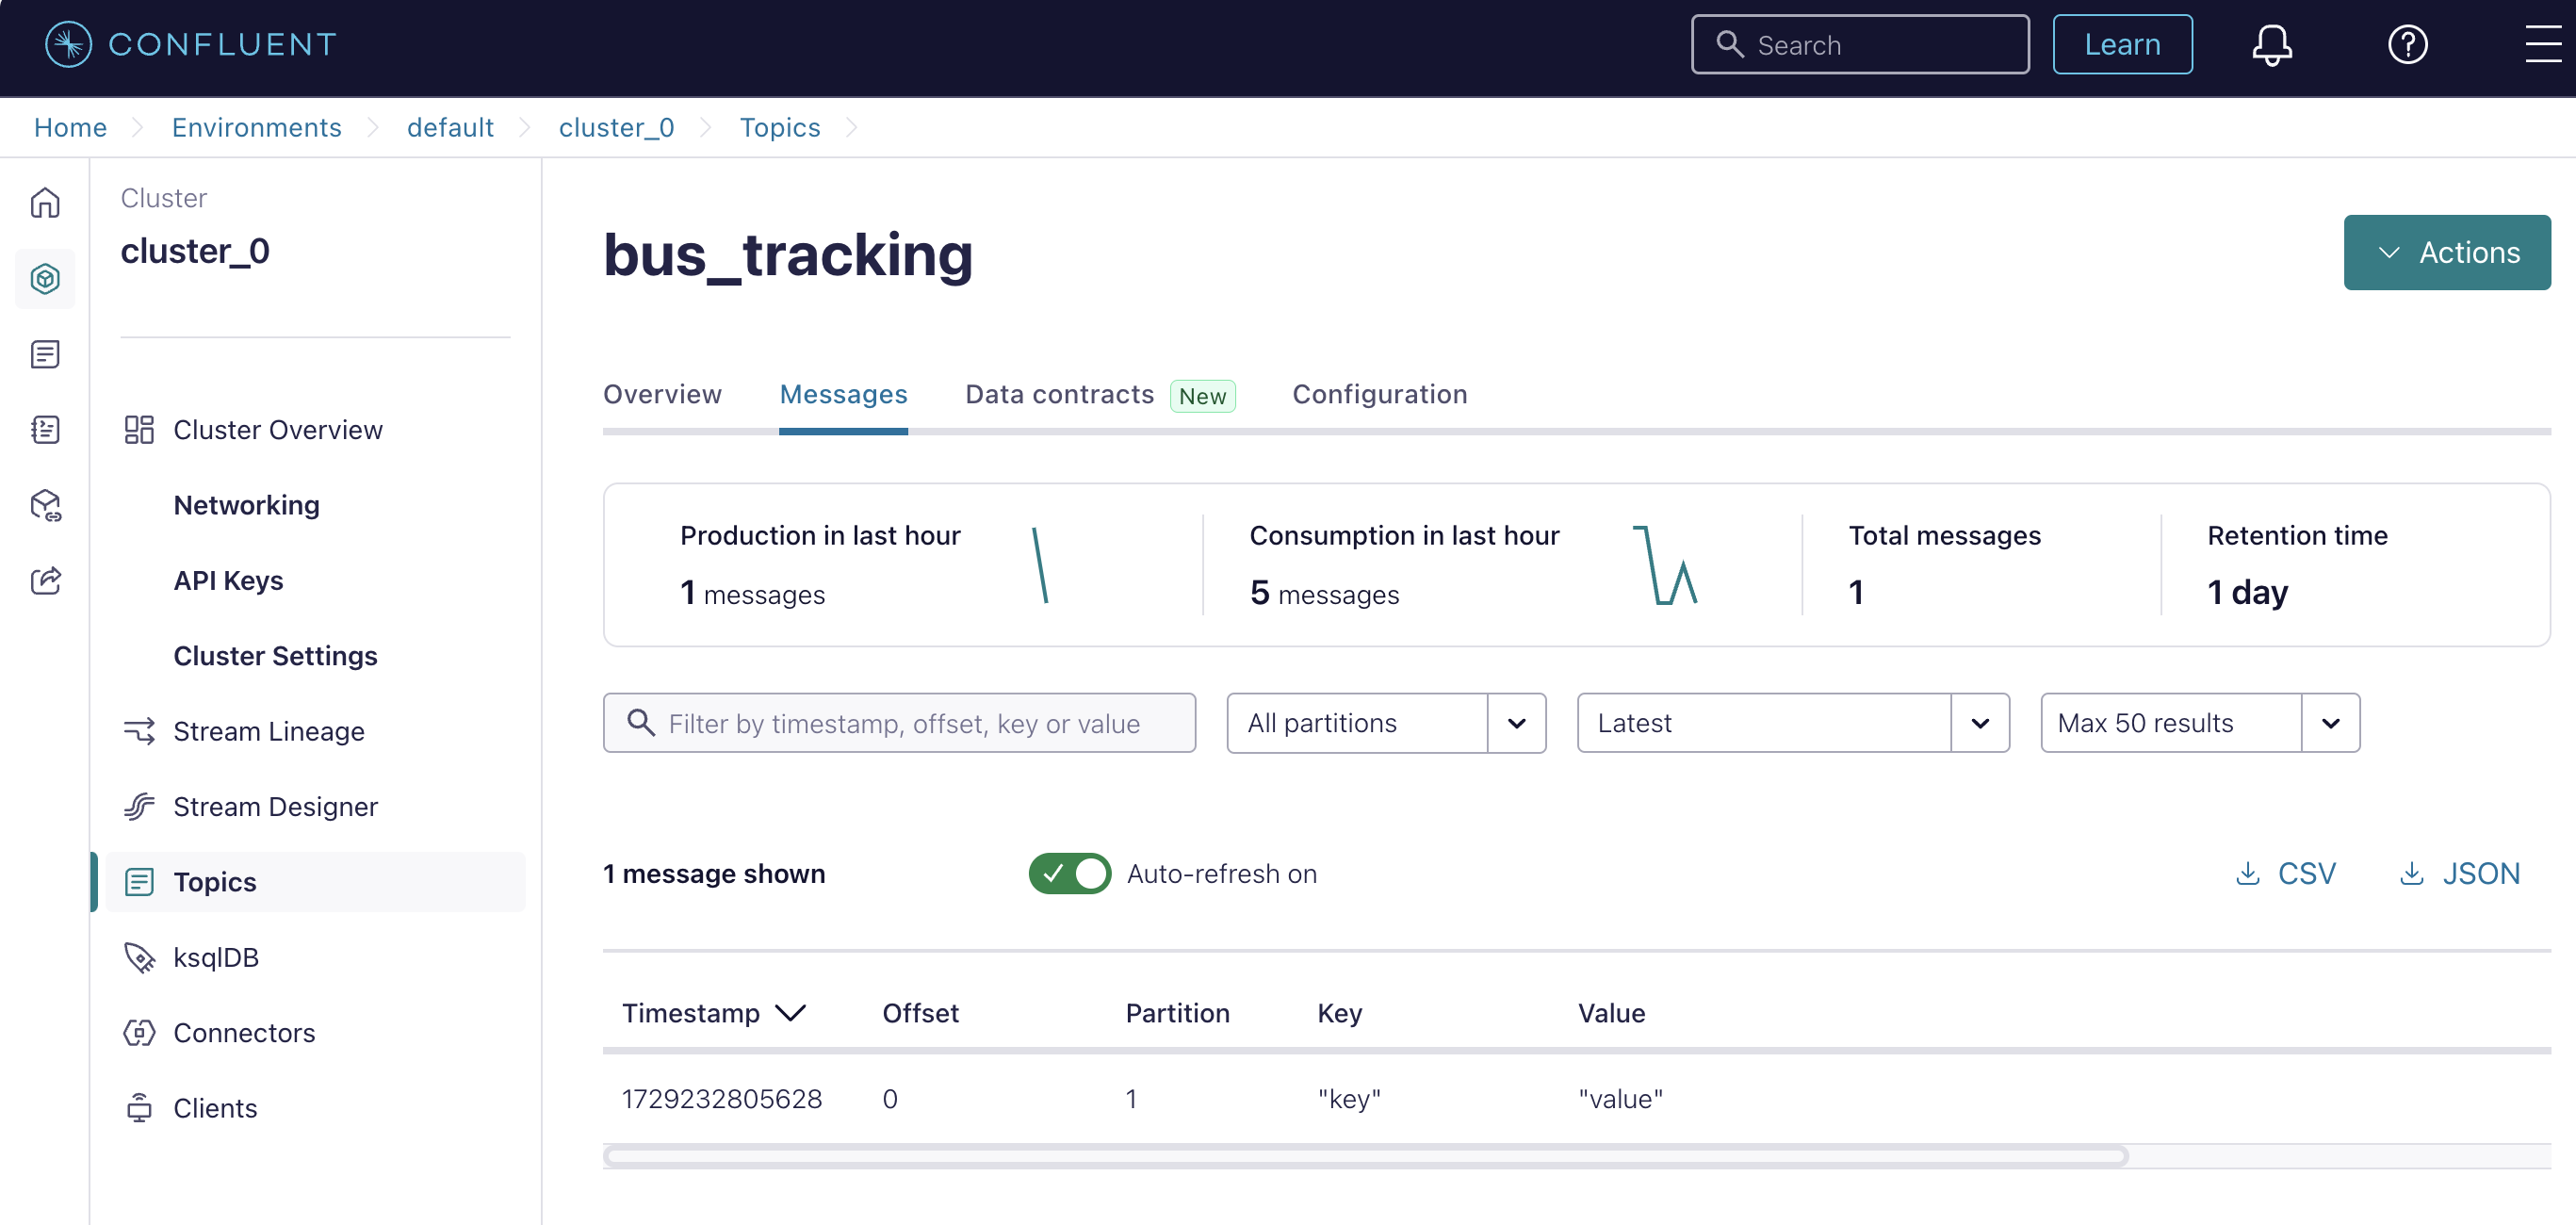 CONFLUENT
Search
Learn
Home
Environments
default
cluster_0
Topics
Cluster
cluster_0
Cluster Overview
Networking
API Keys
Cluster Settings
Stream Lineage
Stream Designer
Topics
ksqlDB
Connectors
Clients
bus_tracking
Actions
Overview
Messages
Data contracts New
Configuration
Production in last hour
1 messages
Consumption in last hour
5 messages
Total messages
1
Retention time
1 day
Filter by timestamp, offset, key or value
All partitions
Latest
Max 50 results
1 message shown
Auto-refresh on
CSV
JSON
Timestamp Offset Partition Key Value
1729232805628 0 1 "key" "value"